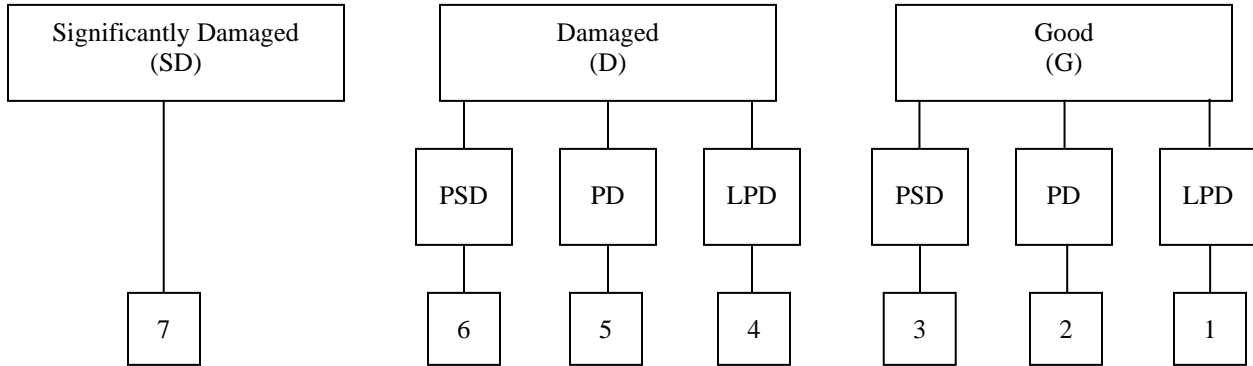 Significantly Damaged
(SD)
Damaged
(D)
Good
(G)
PSD
PD
LPD
PSD
PD
LPD
7
6
5
4
3
2
1